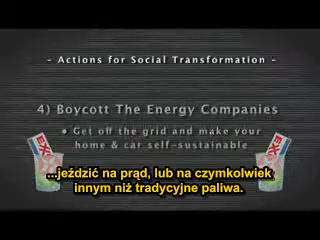 - Actions for Social Transformation -
4) Boycott The Energy Companies
• Get off the grid and make your
home & car self-sustainable
...jeździć na prąd, lub na czymkolwiek
innym niż tradycyjne paliwa.